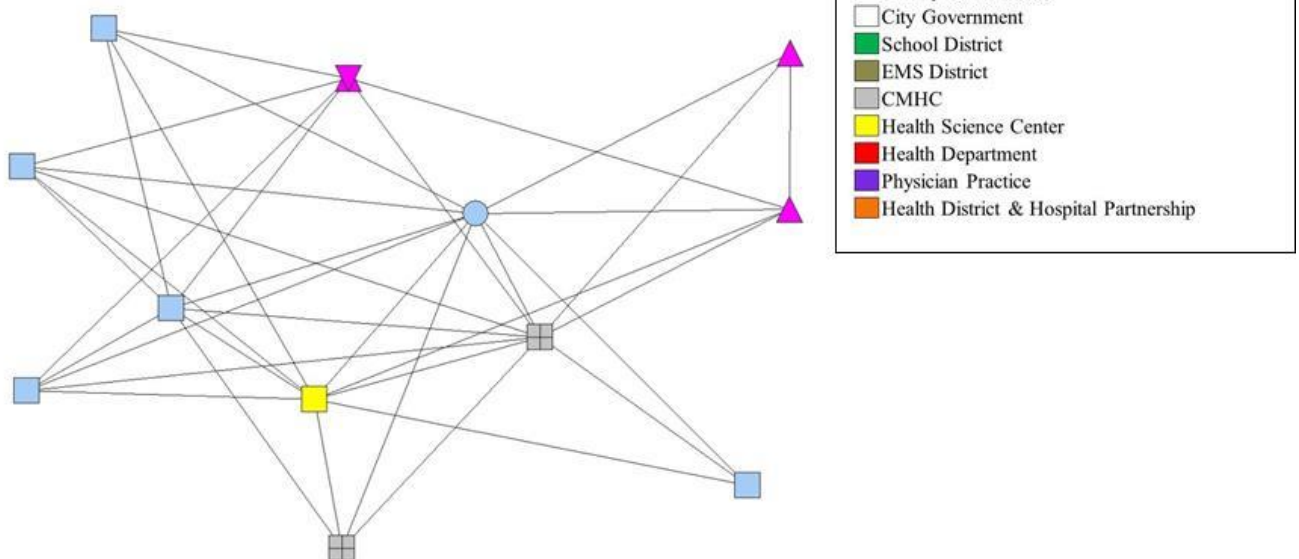 City Government
School District
EMS District
CMHC
Health Science Center
Health Department
Physician Practice
Health District & Hospital Partnership